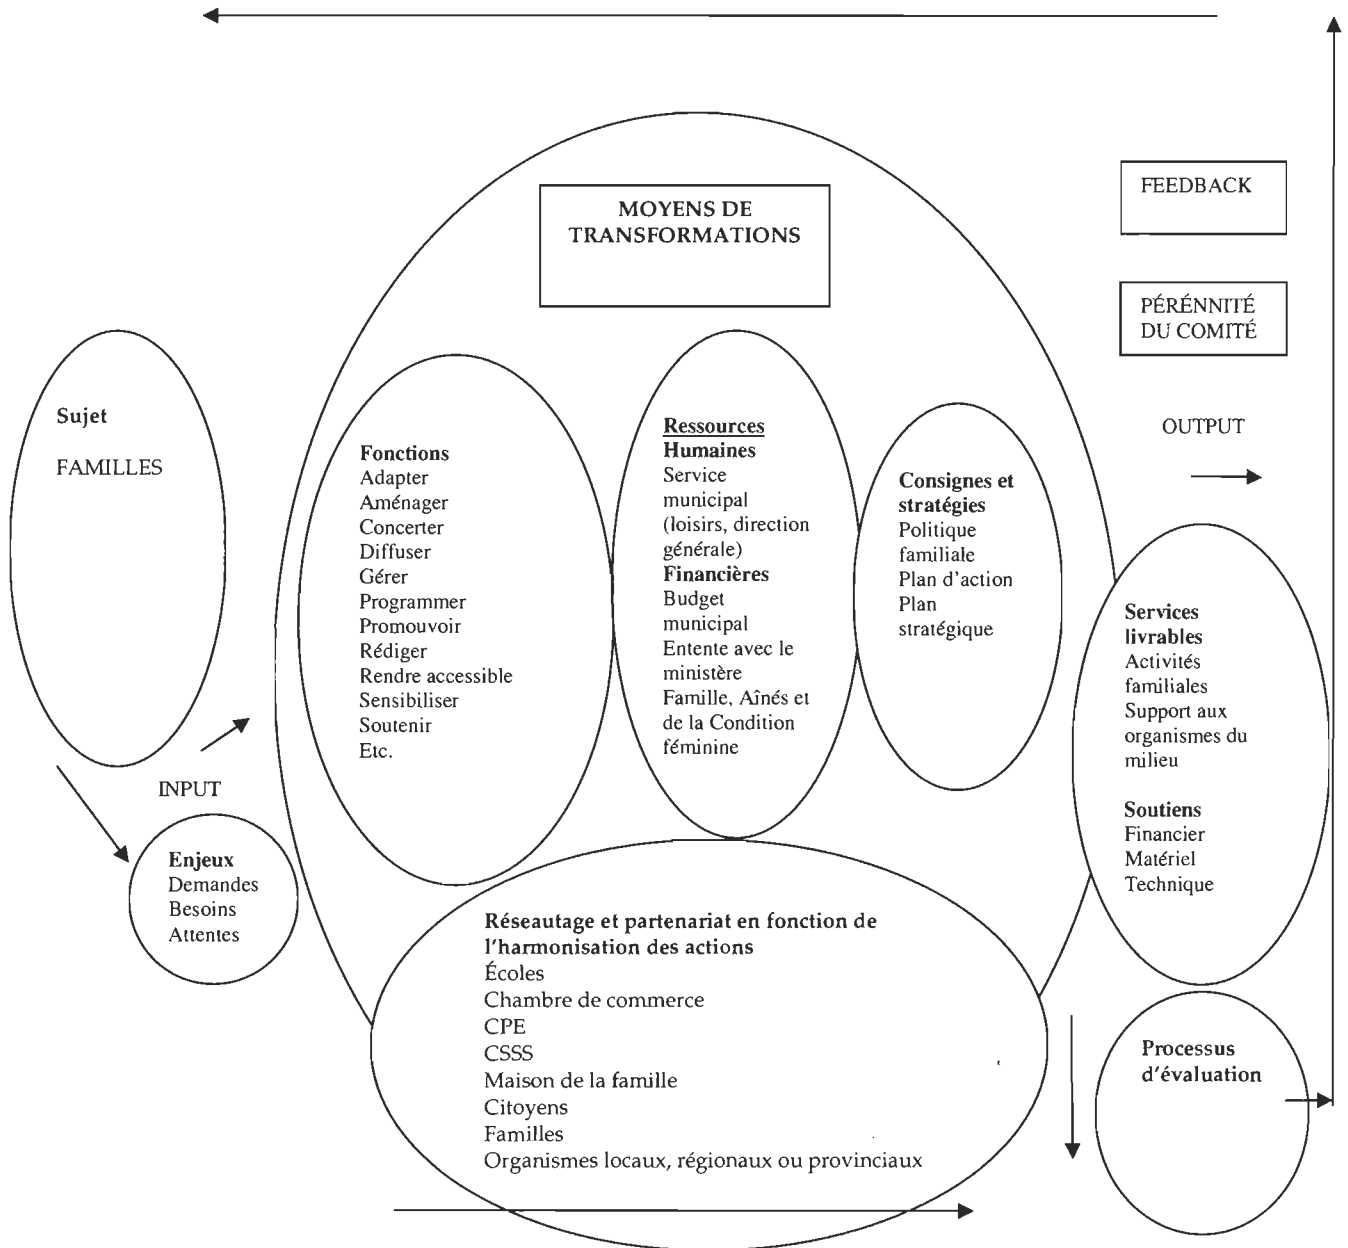 MOYENS DE
TRANSFORMATIONS
FEEDBACK
PÉRÉNNITÉ
DU COMITÉ
OUTPUT
Sujet
FAMILLES
INPUT
Enjeux
Demandes
Besoins
Attentes
Fonctions
Adapter
Aménager
Concerter
Diffuser
Gérer
Programmer
Promouvoir
Rédiger
Rendre accessible
Sensibiliser
Soutenir
Etc.
Ressources
Humaines
Service
municipal
(loisirs, direction
générale)
Financières
Budget
municipal
Entente avec le
ministère
Famille, Aînés et
de la Condition
féminine
Consignes et
stratégies
Politique
familiale
Plan d'action
Plan
stratégique
Services
livrables
Activités
familiales
Support aux
organismes du
milieu
Soutiens
Financier
Matériel
Technique
Réseautage et partenariat en fonction de
l'harmonisation des actions
Écoles
Chambre de commerce
CPE
CSSS
Maison de la famille
Citoyens
Familles
Organismes locaux, régionaux ou provinciaux
Processus
d'évaluation